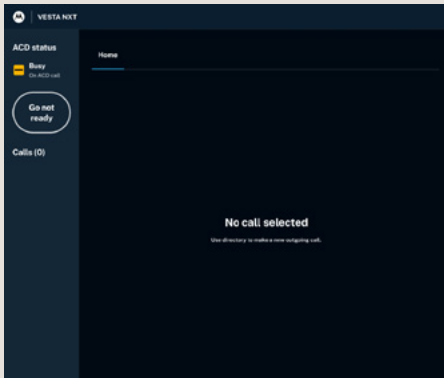 VESTA NXT
ACD status
Busy
On ACD call
Go not
ready
Calls (0)
Home
No call selected
Use directory to make a new outgoing call.